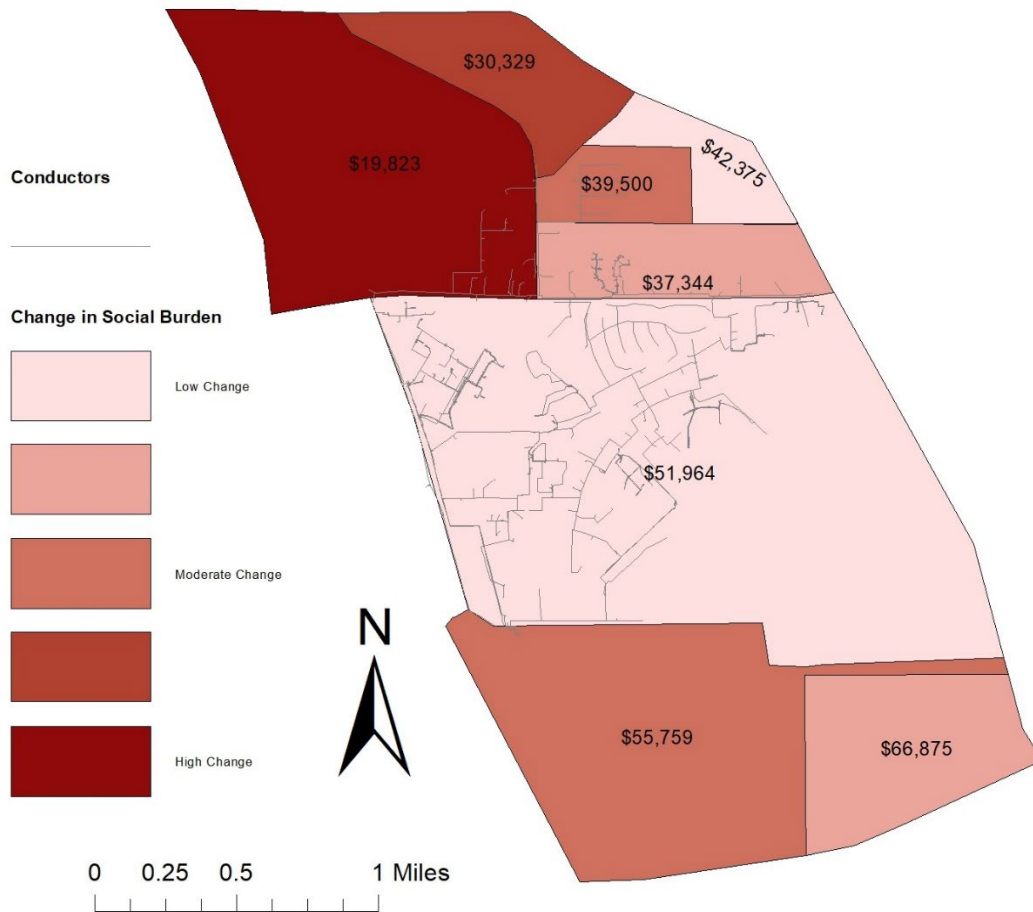 $30,329
$19,823
$42,375
$39,500
$37,344
$51,964
$55,759
$66,875
Conductors
Change in Social Burden
Low Change
Moderate Change
High Change
N
0 0.25 0.5 1 Miles